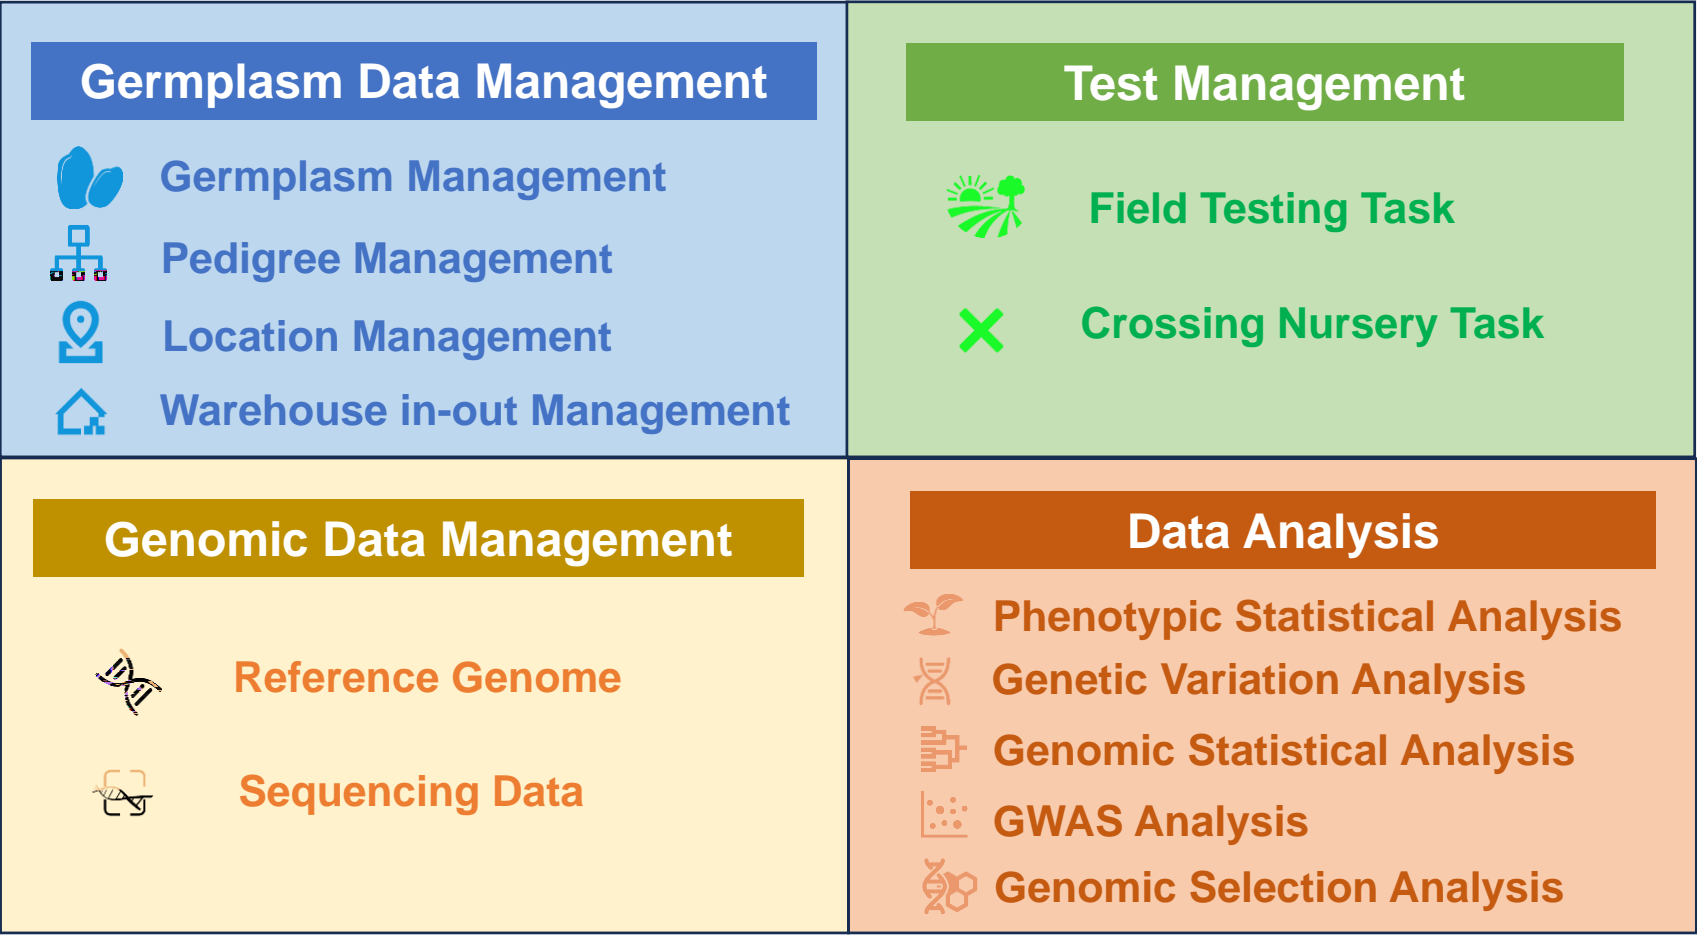 Germplasm Data Management
Germplasm Management
Pedigree Management
Location Management
Warehouse in-out Management
Test Management
Field Testing Task
Crossing Nursery Task
Genomic Data Management
Reference Genome
Sequencing Data
Data Analysis
Phenotypic Statistical Analysis
Genetic Variation Analysis
Genomic Statistical Analysis
GWAS Analysis
Genomic Selection Analysis